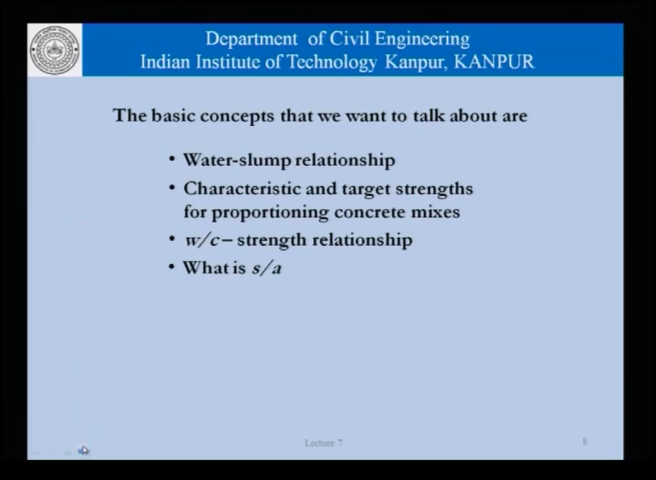 Department of Civil Engineering
Indian Institute of Technology Kanpur, KANPUR
The basic concepts that we want to talk about are
• Water-slump relationship
• Characteristic and target strengths
for proportioning concrete mixes
• w/c – strength relationship
• What is s/a
Lecture 7
8